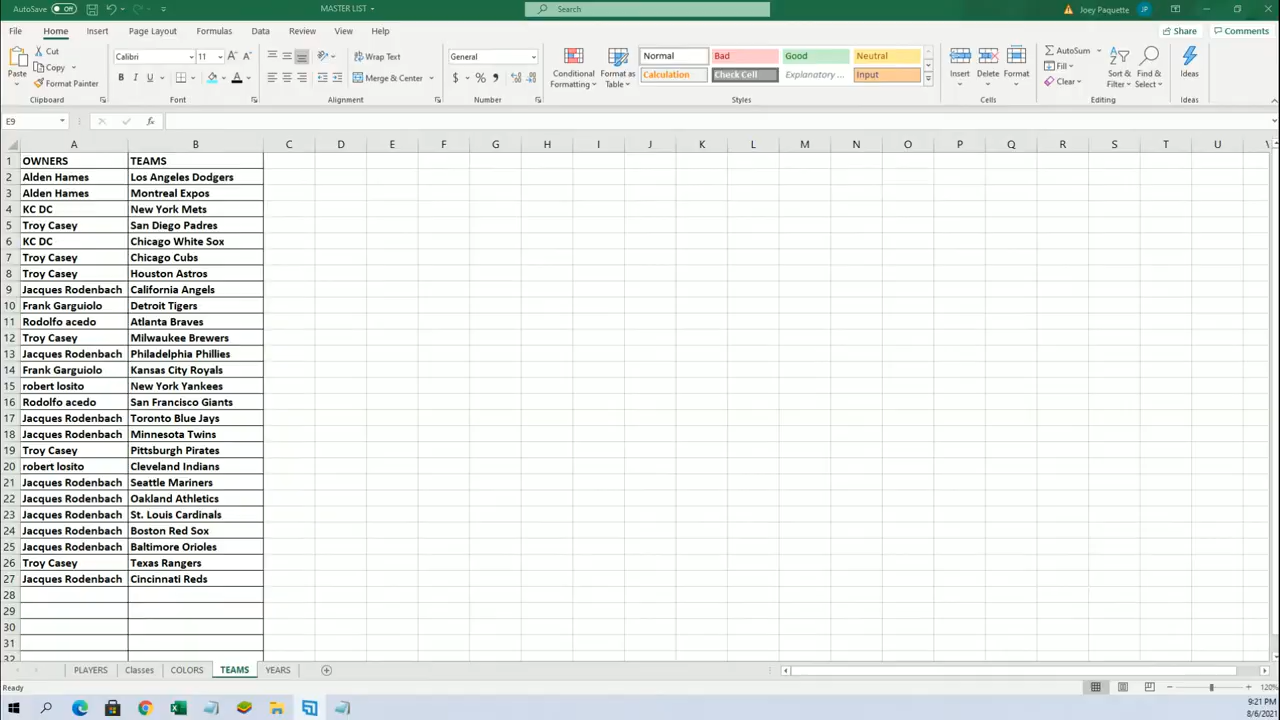 AutoSave Off MASTER LIST Search Joey Paquette JP
File Home Insert Page Layout Formulas Data Review View Help Share Comments
Paste Cut Copy Format Painter Clipboard
Calibri 11 B I U Font
Wrap Text Merge & Center Alignment
General $ % Number
Conditional Formatting Format as Table
Normal Bad Good Neutral
Calculation Check Cell Explanatory ... Input
Styles
Insert Delete Format Cells
AutoSum Fill Clear Sort & Filter Find & Select Editing
Ideas Ideas
E9 fx
A B C D E F G H I J K L M N O P Q R S T U
1 OWNERS TEAMS
2 Alden Hames Los Angeles Dodgers
3 Alden Hames Montreal Expos
4 KC DC New York Mets
5 Troy Casey San Diego Padres
6 KC DC Chicago White Sox
7 Troy Casey Chicago Cubs
8 Troy Casey Houston Astros
9 Jacques Rodenbach California Angels
10 Frank Garguiolo Detroit Tigers
11 Rodolfo acedo Atlanta Braves
12 Troy Casey Milwaukee Brewers
13 Jacques Rodenbach Philadelphia Phillies
14 Frank Garguiolo Kansas City Royals
15 robert losito New York Yankees
16 Rodolfo acedo San Francisco Giants
17 Jacques Rodenbach Toronto Blue Jays
18 Jacques Rodenbach Minnesota Twins
19 Troy Casey Pittsburgh Pirates
20 robert losito Cleveland Indians
21 Jacques Rodenbach Seattle Mariners
22 Jacques Rodenbach Oakland Athletics
23 Jacques Rodenbach St. Louis Cardinals
24 Jacques Rodenbach Boston Red Sox
25 Jacques Rodenbach Baltimore Orioles
26 Troy Casey Texas Rangers
27 Jacques Rodenbach Cincinnati Reds
28
29
30
31
32
PLAYERS Classes COLORS TEAMS YEARS
Ready 120%
9:21 PM
8/6/2021